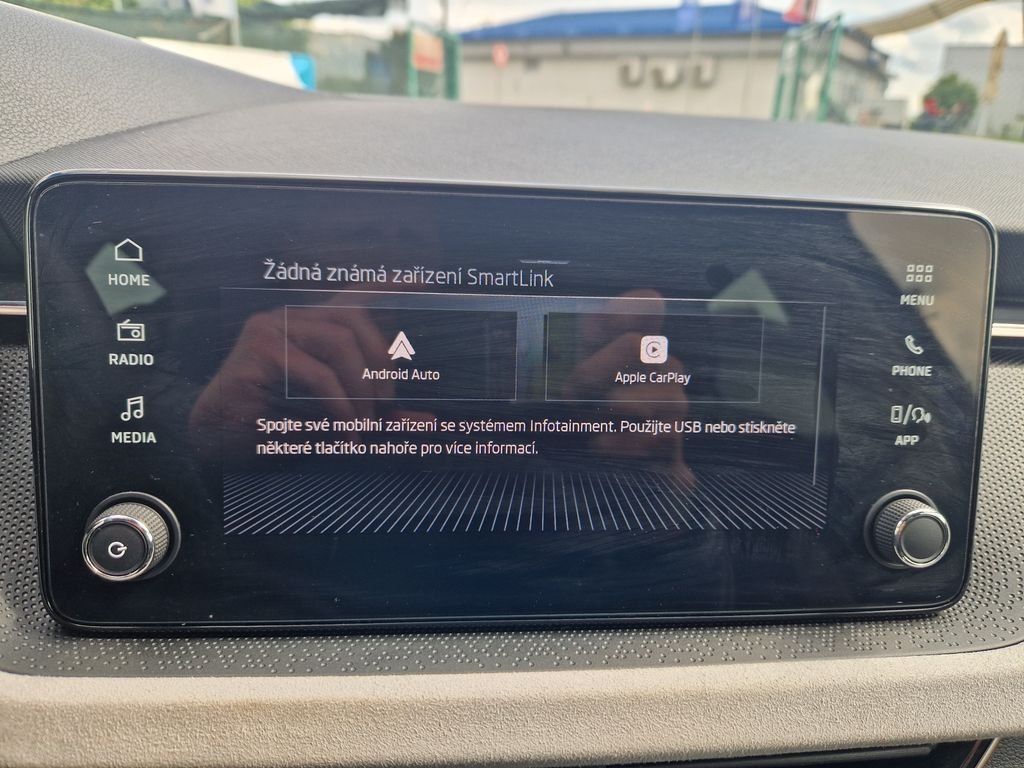 HOME
RADIO
MEDIA
Žádná známá zařízení SmartLink
Android Auto
Apple CarPlay
Spojte své mobilní zařízení se systémem Infotainment. Použijte USB nebo stiskněte
některé tlačítko nahoře pro více informací.
MENU
PHONE
APP